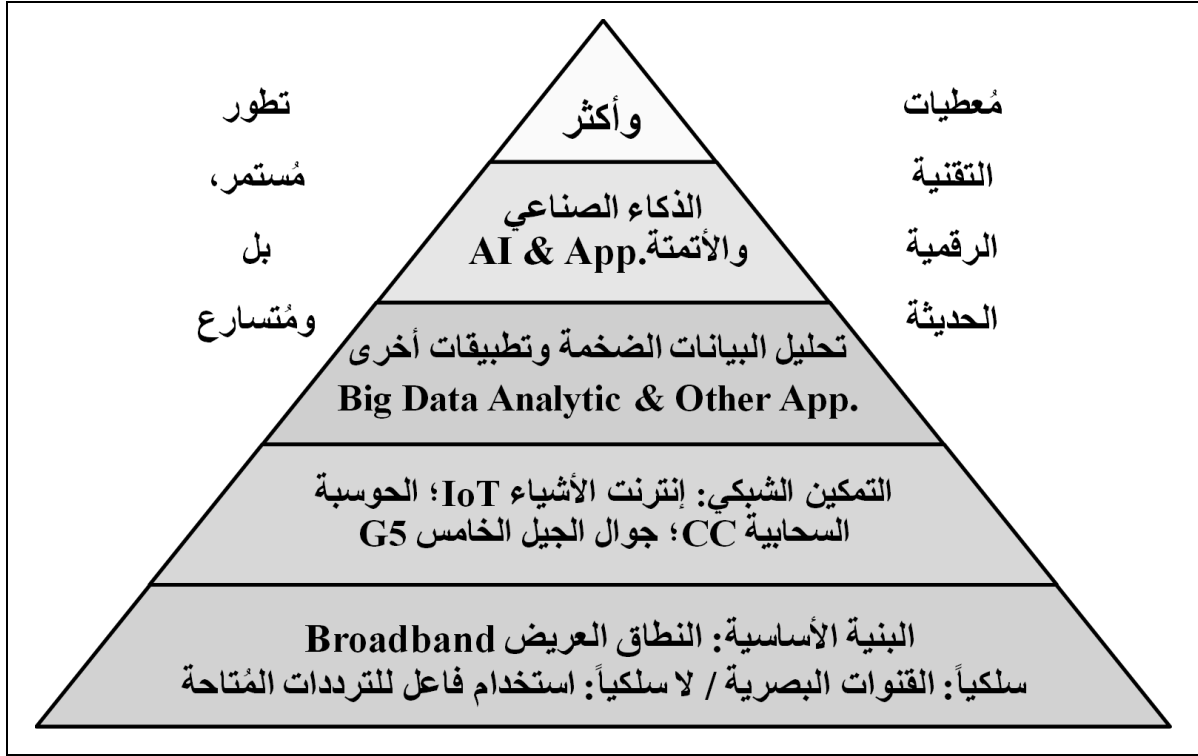 مُعطيات
التقنية
الرقمية
الحديثة
تطور
مُستمر،
بل
ومُتسارع
وأكثر
الذكاء الصناعي
والأتمتة AI & App.
تحليل البيانات الضخمة وتطبيقات أخرى
Big Data Analytic & Other App.
التمكين الشبكي: إنترنت الأشياء IoT؛ الحوسبة
السحابية CC؛ جوال الجيل الخامس G5
البنية الأساسية: النطاق العريض Broadband
سلكياً: القنوات البصرية / لا سلكياً: استخدام فاعل للترددات المُتاحة